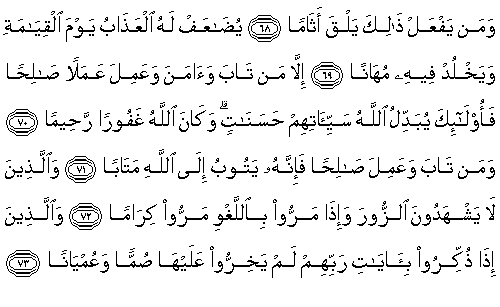 وَمَن يَفْعَلْ ذَٰلِكَ يَلْقَ أَثَامًا ٦٨ يُضَـٰعَفْ لَهُ ٱلْعَذَابُ يَوْمَ ٱلْقِيَـٰمَةِ
وَيَخْلُدْ فِيهِۦ مُهَانًا ٦٩ إِلَّا مَن تَابَ وَءَامَنَ وَعَمِلَ عَمَلًا صَـٰلِحًا
فَأُو۟لَـٰٓئِكَ يُبَدِّلُ ٱللَّهُ سَيِّـَٔاتِهِمْ حَسَنَـٰتٍ ۗ وَكَانَ ٱللَّهُ غَفُورًا رَّحِيمًا ٧٠
وَمَن تَابَ وَعَمِلَ صَـٰلِحًا فَإِنَّهُۥ يَتُوبُ إِلَى ٱللَّهِ مَتَابًا ٧١ وَٱلَّذِينَ
لَا يَشْهَدُونَ ٱلزُّورَ وَإِذَا مَرُّوا۟ بِٱللَّغْوِ مَرُّوا۟ كِرَامًا ٧٢ وَٱلَّذِينَ
إِذَا ذُكِّرُوا۟ بِـَٔايَـٰتِ رَبِّهِمْ لَمْ يَخِرُّوا۟ عَلَيْهَا صُمًّا وَعُمْيَانًا ٧٣